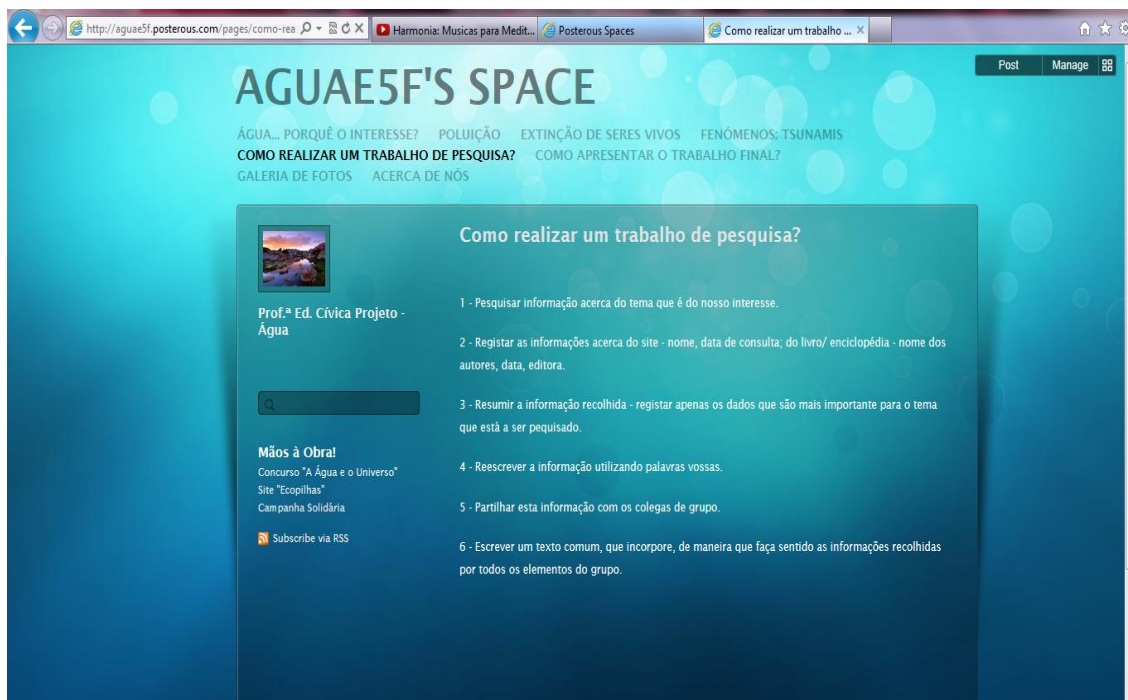 http://aguae5f.posterous.com/pages/como-rea
Harmonia: Musicas para Medit...
Posterous Spaces
Como realizar um trabalho ...
Post
Manage
AGUAE5F'S SPACE
ÁGUA... PORQUÊ O INTERESSE? POLUIÇÃO EXTINÇÃO DE SERES VIVOS FENÓMENOS: TSUNAMIS
COMO REALIZAR UM TRABALHO DE PESQUISA? COMO APRESENTAR O TRABALHO FINAL?
GALERIA DE FOTOS ACERCA DE NÓS
Prof.ª Ed. Cívica Projeto -
Água
Mãos à Obra!
Concurso "A Água e o Universo"
Site "Ecopilhas"
Campanha Solidária
Subscribe via RSS
Como realizar um trabalho de pesquisa?
1 - Pesquisar informação acerca do tema que é do nosso interesse.
2 - Registar as informações acerca do site - nome, data de consulta; do livro/ enciclopédia - nome dos
autores, data, editora.
3 - Resumir a informação recolhida - registar apenas os dados que são mais importante para o tema
que está a ser pequisado.
4 - Reescrever a informação utilizando palavras vossas.
5 - Partilhar esta informação com os colegas de grupo.
6 - Escrever um texto comum, que incorpore, de maneira que faça sentido as informações recolhidas
por todos os elementos do grupo.